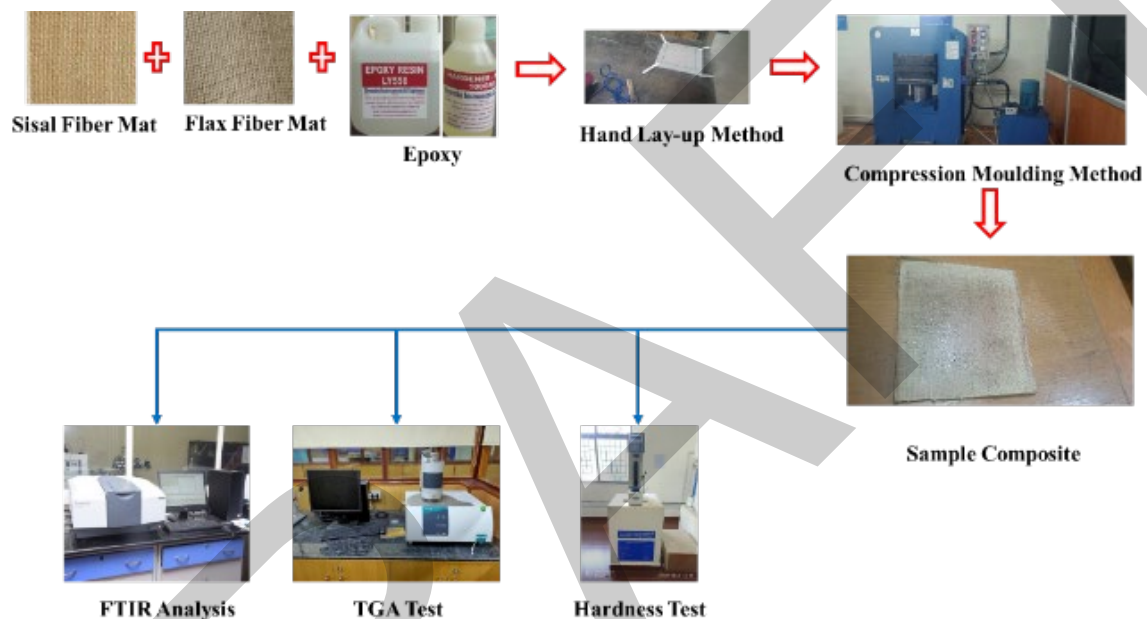 Sisal Fiber Mat
Flax Fiber Mat
EPOXY RESIN
LY556
Epoxy
Hand Lay-up Method
Compression Moulding Method
Sample Composite
FTIR Analysis
TGA Test
Hardness Test